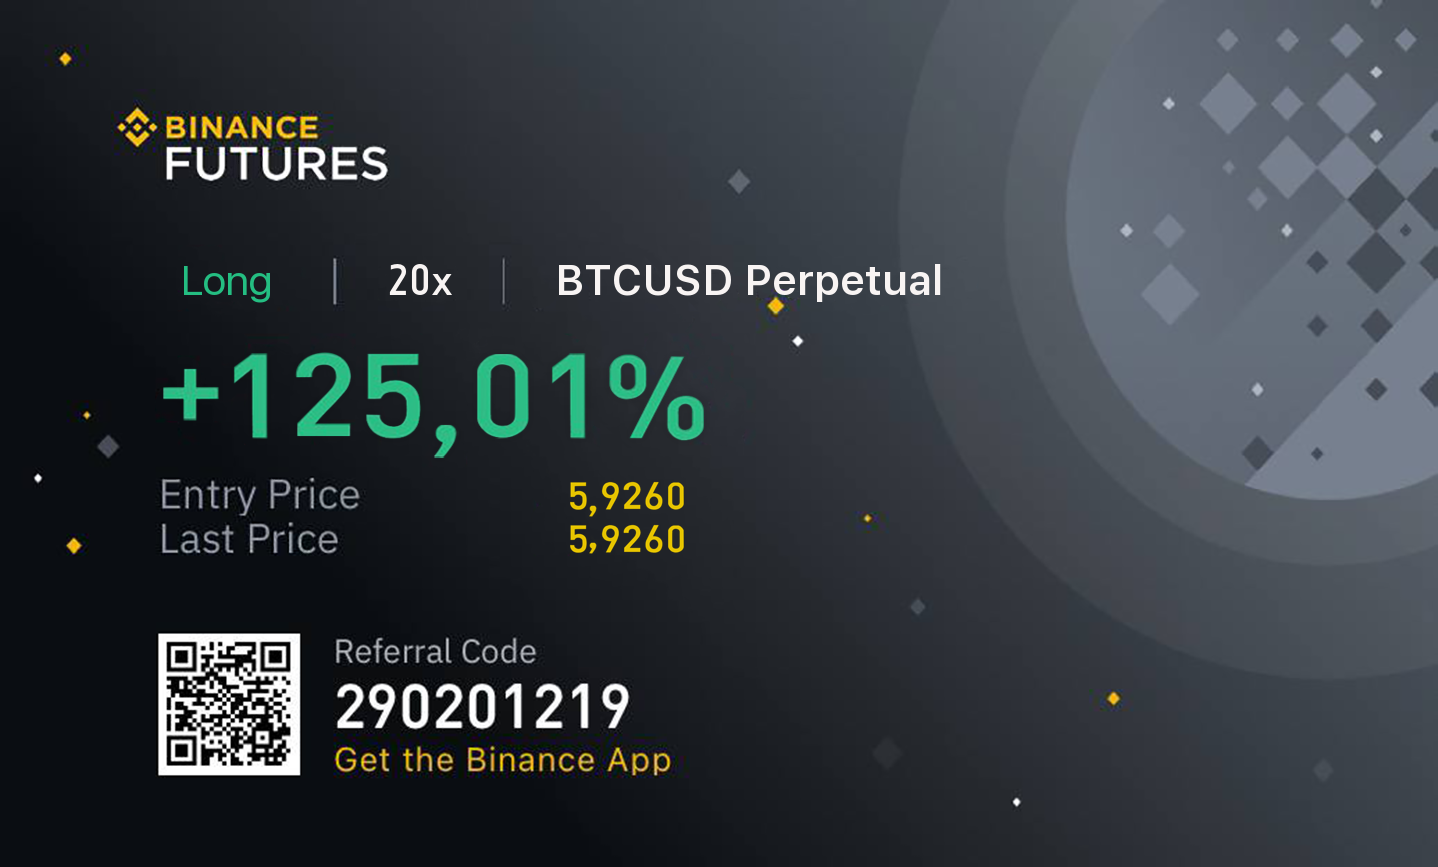 BINANCE
FUTURES
Long | 20x | BTCUSD Perpetual
+125,01%
Entry Price 5,9260
Last Price 5,9260
Referral Code
290201219
Get the Binance App